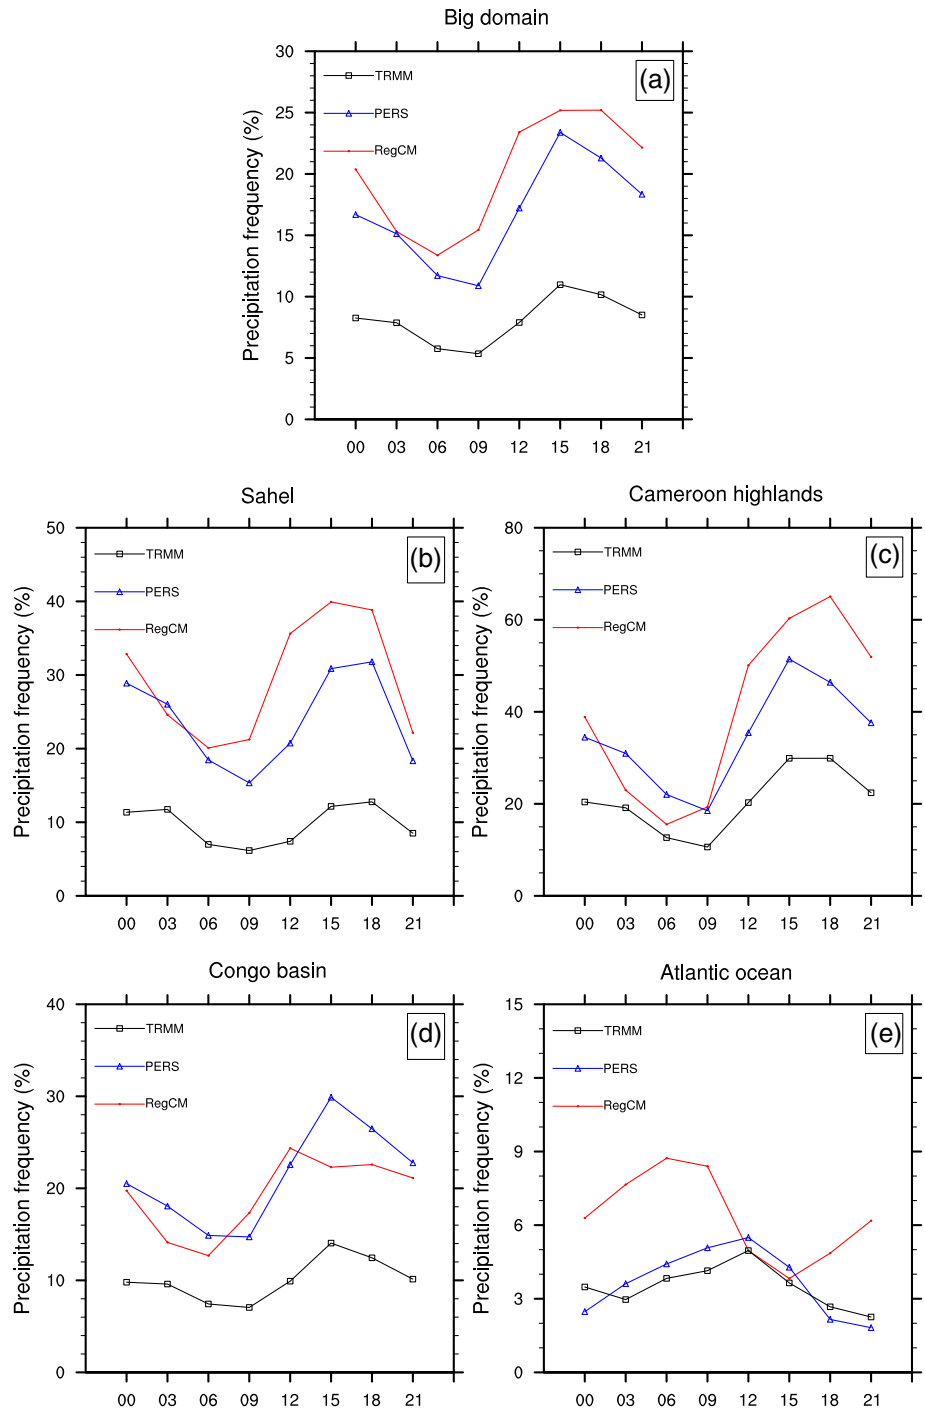 Big domain
30
25
20
15
10
5
0
Precipitation frequency (%)
TRMM
PERS
RegCM
(a)
00 03 06 09 12 15 18 21
Sahel
50
40
30
20
10
0
Precipitation frequency (%)
TRMM
PERS
RegCM
(b)
00 03 06 09 12 15 18 21
Cameroon highlands
80
60
40
20
0
Precipitation frequency (%)
TRMM
PERS
RegCM
(c)
00 03 06 09 12 15 18 21
Congo basin
40
30
20
10
0
Precipitation frequency (%)
TRMM
PERS
RegCM
(d)
00 03 06 09 12 15 18 21
Atlantic ocean
15
12
9
6
3
0
Precipitation frequency (%)
TRMM
PERS
RegCM
(e)
00 03 06 09 12 15 18 21